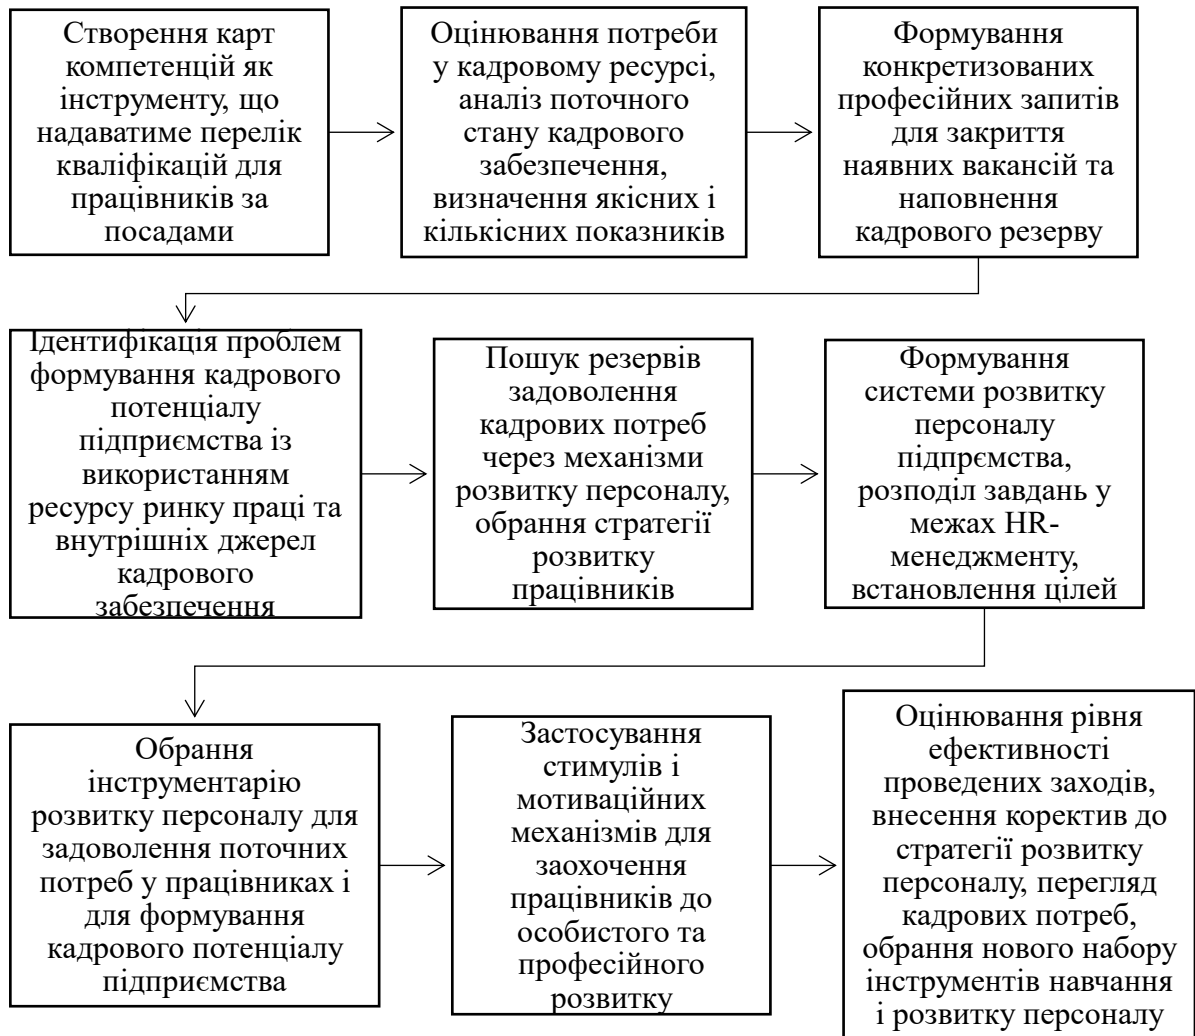 Створення карт
компетенцій як
інструменту, що
надаватиме перелік
кваліфікацій для
працівників за
посадами
Оцінювання потреби
у кадровому ресурсі,
аналіз поточного
стану кадрового
забезпечення,
визначення якісних і
кількісних показників
Формування
конкретизованих
професійних запитів
для закриття
наявних вакансій та
наповнення
кадрового резерву
Ідентифікація проблем
формування кадрового
потенціалу
підприємства із
використанням
ресурсу ринку праці та
внутрішніх джерел
кадрового
забезпечення
Пошук резервів
задоволення
кадрових потреб
через механізми
розвитку персоналу,
обрання стратегії
розвитку
працівників
Формування
системи розвитку
персоналу
підпрємства,
розподіл завдань у
межах HR-
менеджменту,
встановлення цілей
Обрання
інструментарію
розвитку персоналу для
задоволення поточних
потреб у працівниках і
для формування
кадрового потенціалу
підприємства
Застосування
стимулів і
мотиваційних
механізмів для
заохочення
працівників до
особистого та
професійного
розвитку
Оцінювання рівня
ефективності
проведених заходів,
внесення коректив до
стратегії розвитку
персоналу, перегляд
кадрових потреб,
обрання нового набору
інструментів навчання
і розвитку персоналу